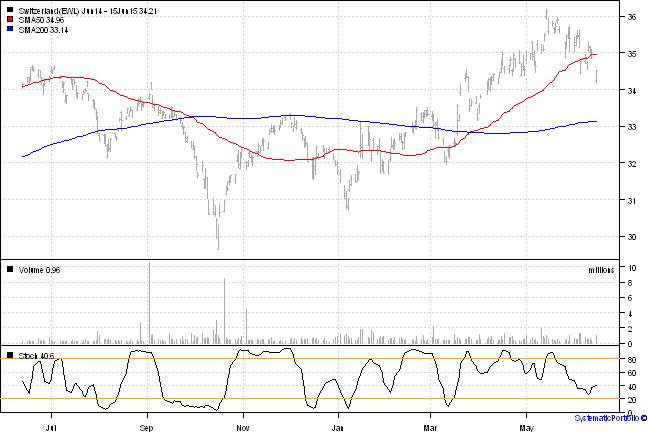 Switzerland(EWL) Jun14 - 15Jun15 34.21
SMA50 34.96
SMA200 33.14
36
35
34
33
32
31
30
Volume 0.96
millions
10
8
6
4
2
0
Stoch 40.6
80
60
40
20
0
Jul
Sep
Nov
Jan
Mar
May
SystematicPortfolio ©